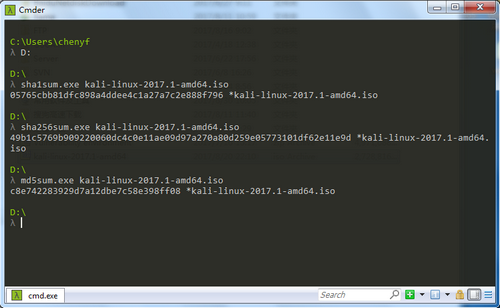 Cmder
C:\Users\chenyf
λ D:
D:\
λ sha1sum.exe kali-linux-2017.1-amd64.iso
05765cbb81dfc898a4ddee4c1a27a7c2e888f796 *kali-linux-2017.1-amd64.iso
D:\
λ sha256sum.exe kali-linux-2017.1-amd64.iso
49b1c5769b909220060dc4c0e11ae09d97a270a80d259e05773101df62e11e9d *kali-linux-2017.1-amd64.
iso
D:\
λ md5sum.exe kali-linux-2017.1-amd64.iso
c8e742283929d7a12dbe7c58e398ff08 *kali-linux-2017.1-amd64.iso
D:\
λ
cmd.exe
Search